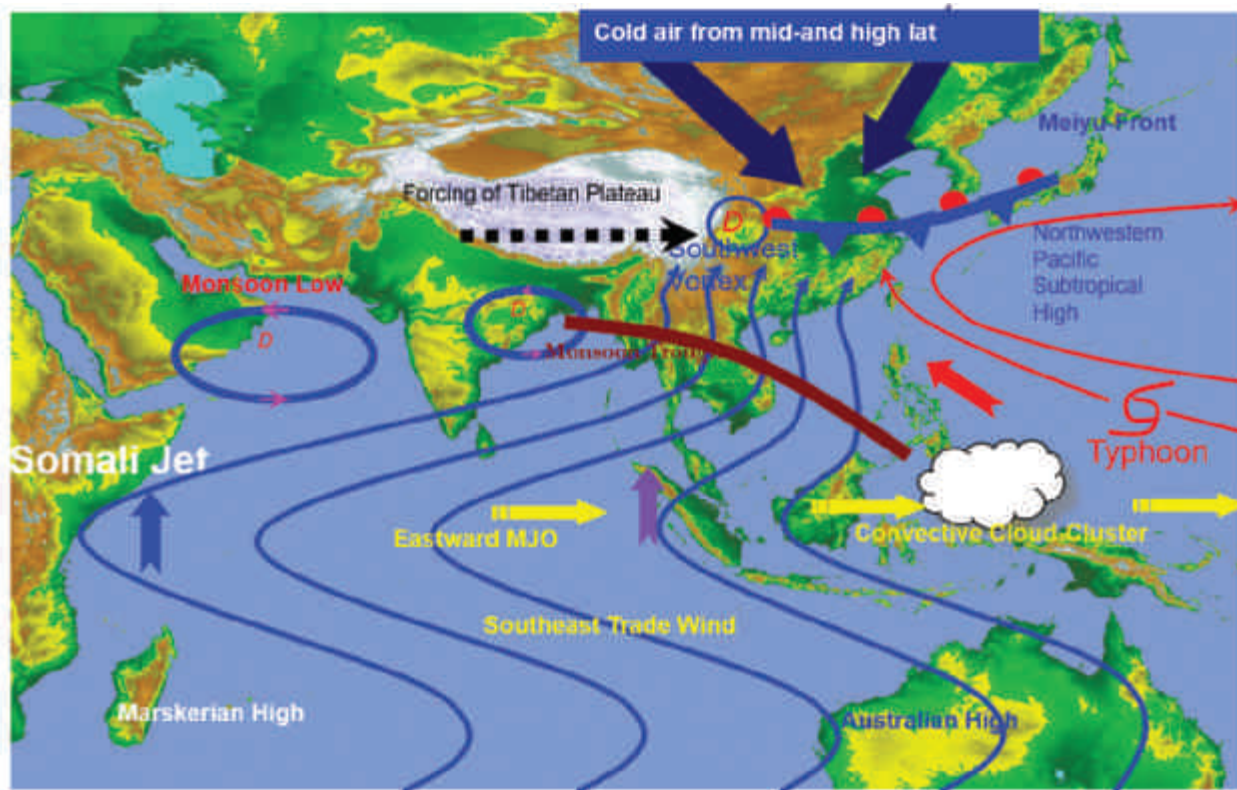 Cold air from mid-and high lat
Meiyu-Front
Forcing of Tibetan Plateau
D
Southwest
Vortex
Northwestern
Pacific
Subtropical
High
Monsoon Low
D
D
Monsoon
Typhoon
Somali Jet
Eastward MJO
Convective Cloud-Cluster
Southeast Trade Wind
Marskerian High
Australian High